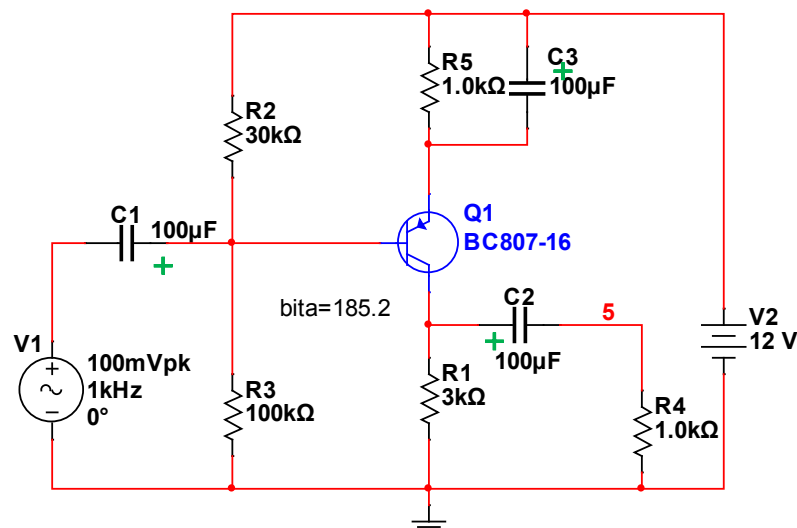 R5
1.0kΩ
C3
100µF
R2
30kΩ
C1
100µF
Q1
BC807-16
bita=185.2
C2
100µF
5
V2
12 V
V1
100mVpk
1kHz
0°
R3
100kΩ
R1
3kΩ
R4
1.0kΩ